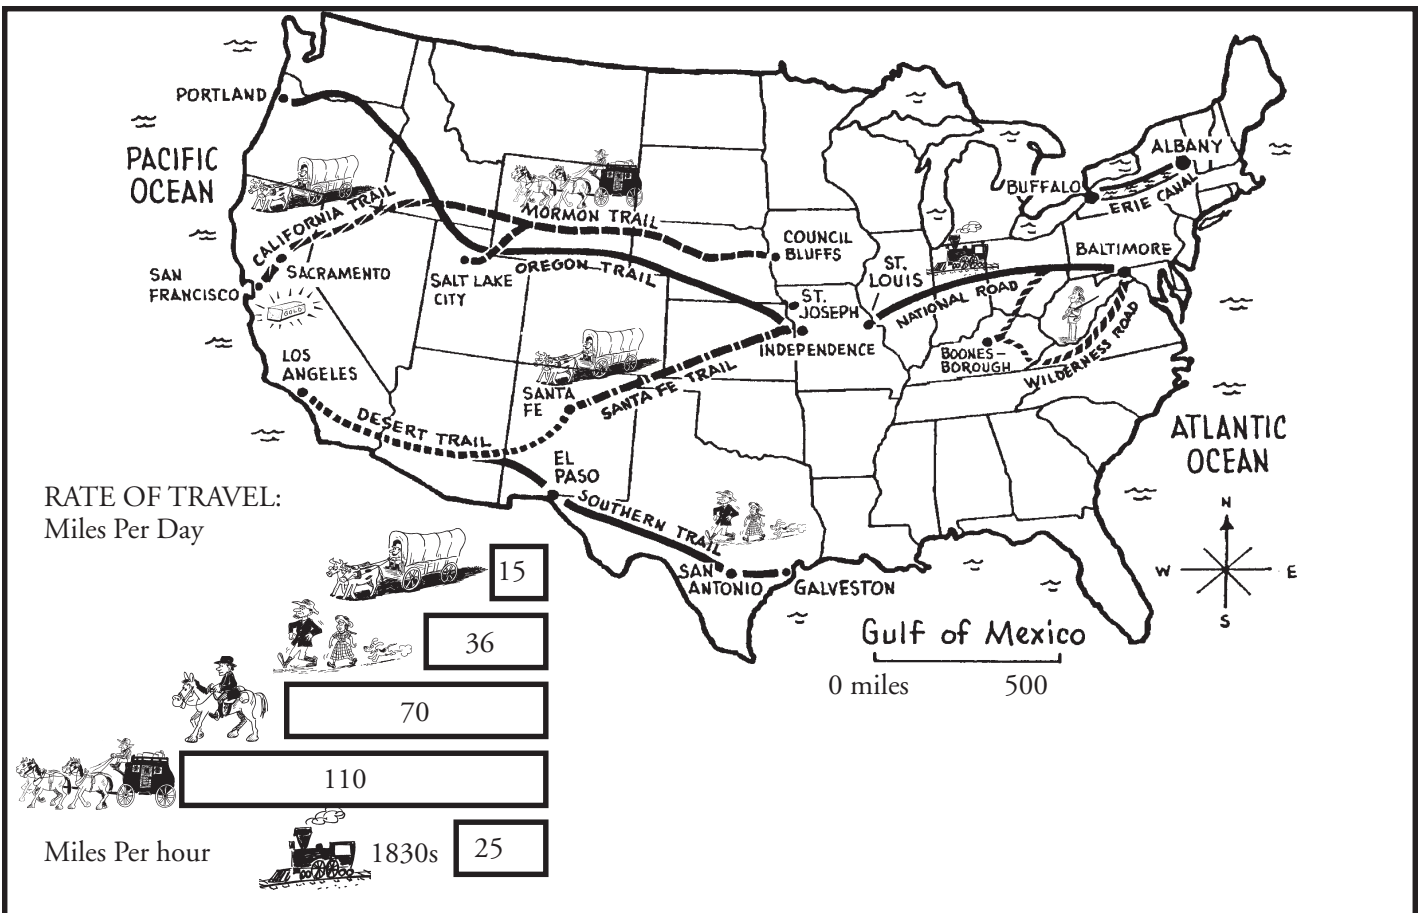 PORTLAND
PACIFIC
OCEAN
ALBANY
BUFFALO
ERIE CANAL
CALIFORNIA TRAIL
MORMON TRAIL
COUNCIL
BLUFFS
BALTIMORE
SAN
FRANCISCO
SACRAMENTO
SALT LAKE
CITY
OREGON TRAIL
ST.
LOUIS
NATIONAL ROAD
GOLD
ST.
JOSEPH
INDEPENDENCE
BOONES-
BOROUGH
WILDERNESS ROAD
LOS
ANGELES
SANTA
FE
SANTA FE TRAIL
DESERT TRAIL
ATLANTIC
OCEAN
EL
PASO
SOUTHERN TRAIL
SAN
ANTONIO
GALVESTON
N
W E
S
Gulf of Mexico
0 miles 500
RATE OF TRAVEL:
Miles Per Day
15
36
70
110
Miles Per hour 1830s 25